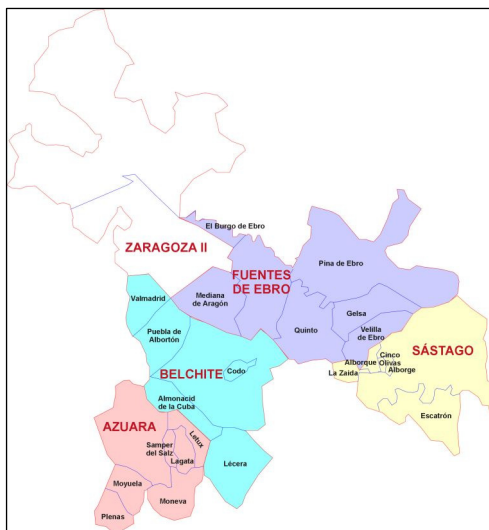 El Burgo de Ebro
ZARAGOZA II
Pina de Ebro
FUENTES
DE EBRO
Valmadrid
Mediana
de Aragón
Gelsa
Puebla de
Albortón
Quinto
Velilla
de Ebro
SÁSTAGO
Alborque
Cinco
Olivas
La Zaida
Alborge
Codo
BELCHITE
Almonacid
de la Cuba
Escatrón
AZUARA
Letux
Samper
del Salz
Lagata
Lécera
Moyuela
Moneva
Plenas